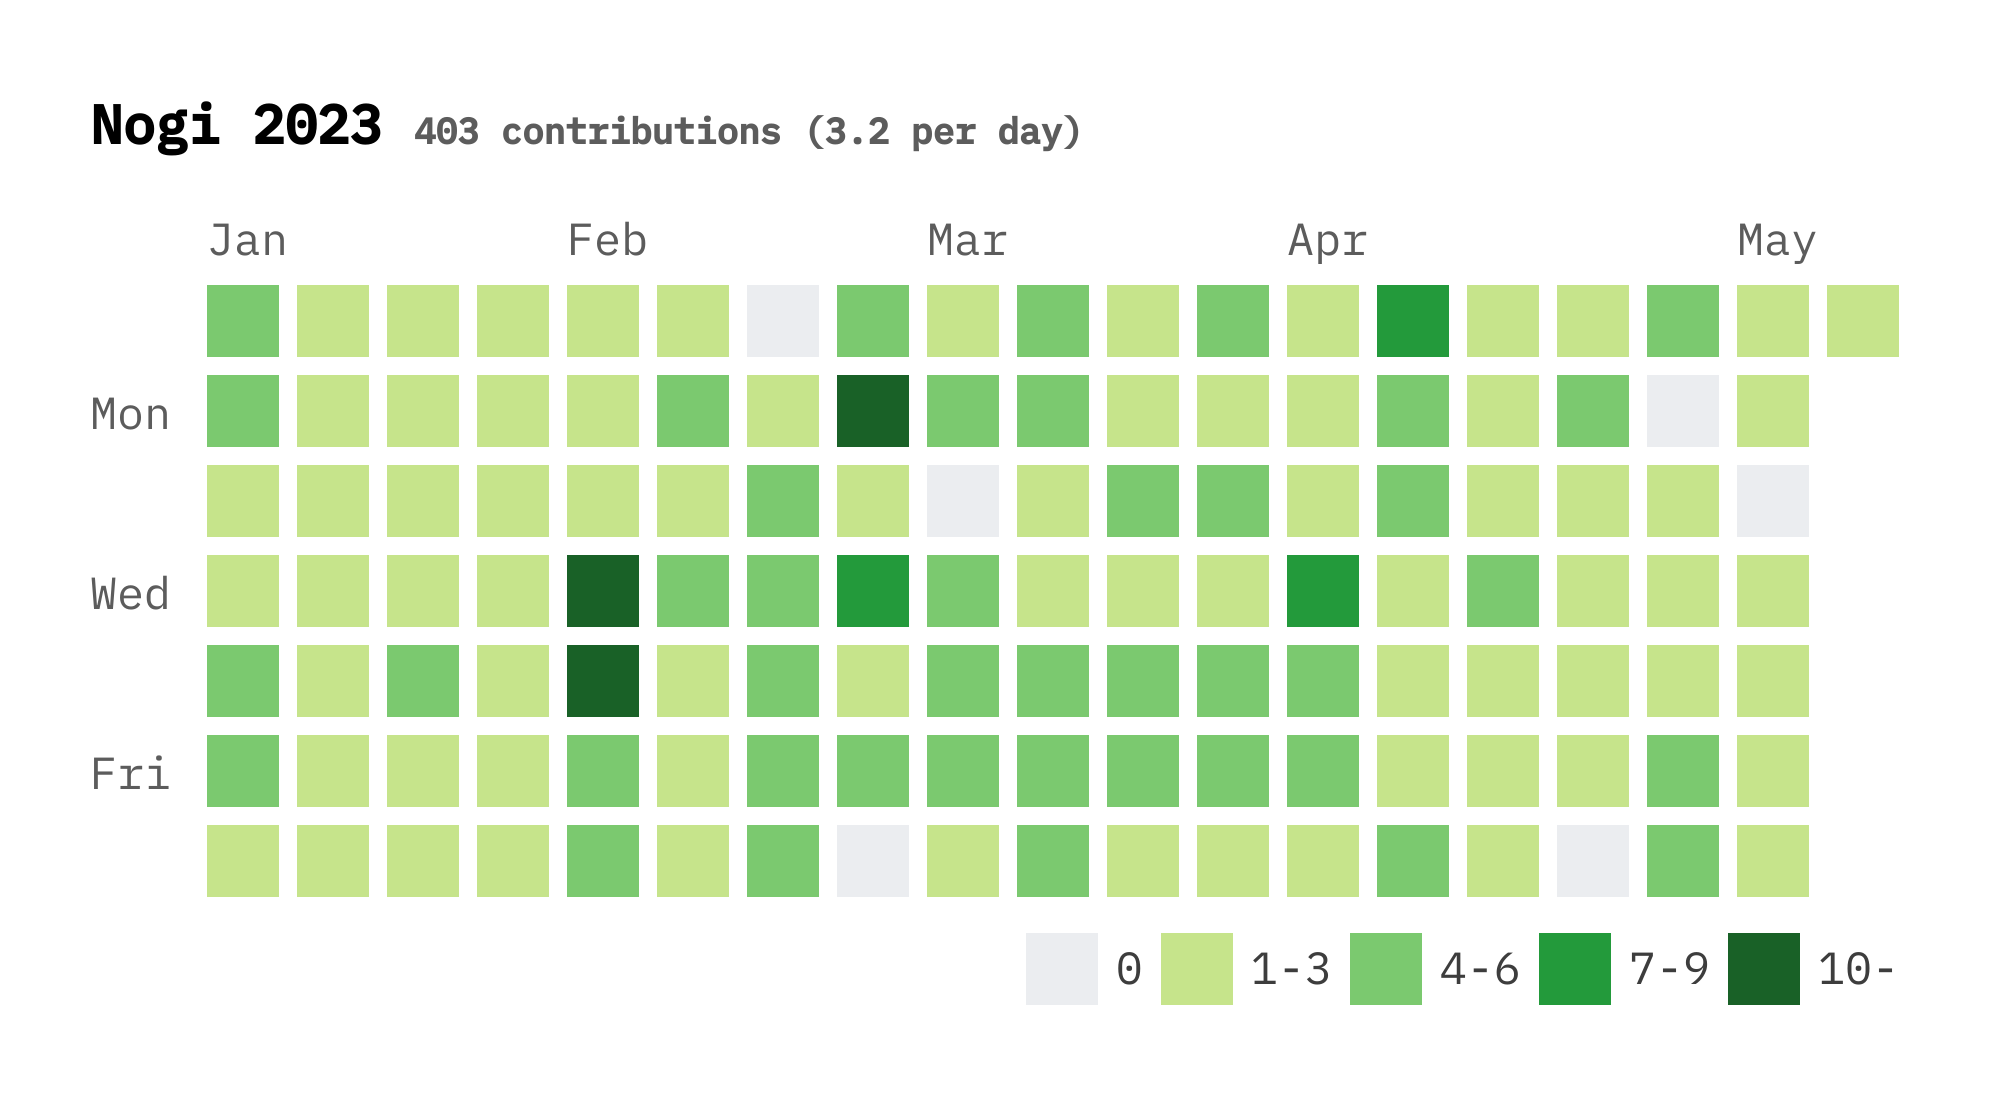 Nogi 2023 403 contributions (3.2 per day)
Jan Feb Mar Apr May
Mon
Wed
Fri
0 1-3 4-6 7-9 10-